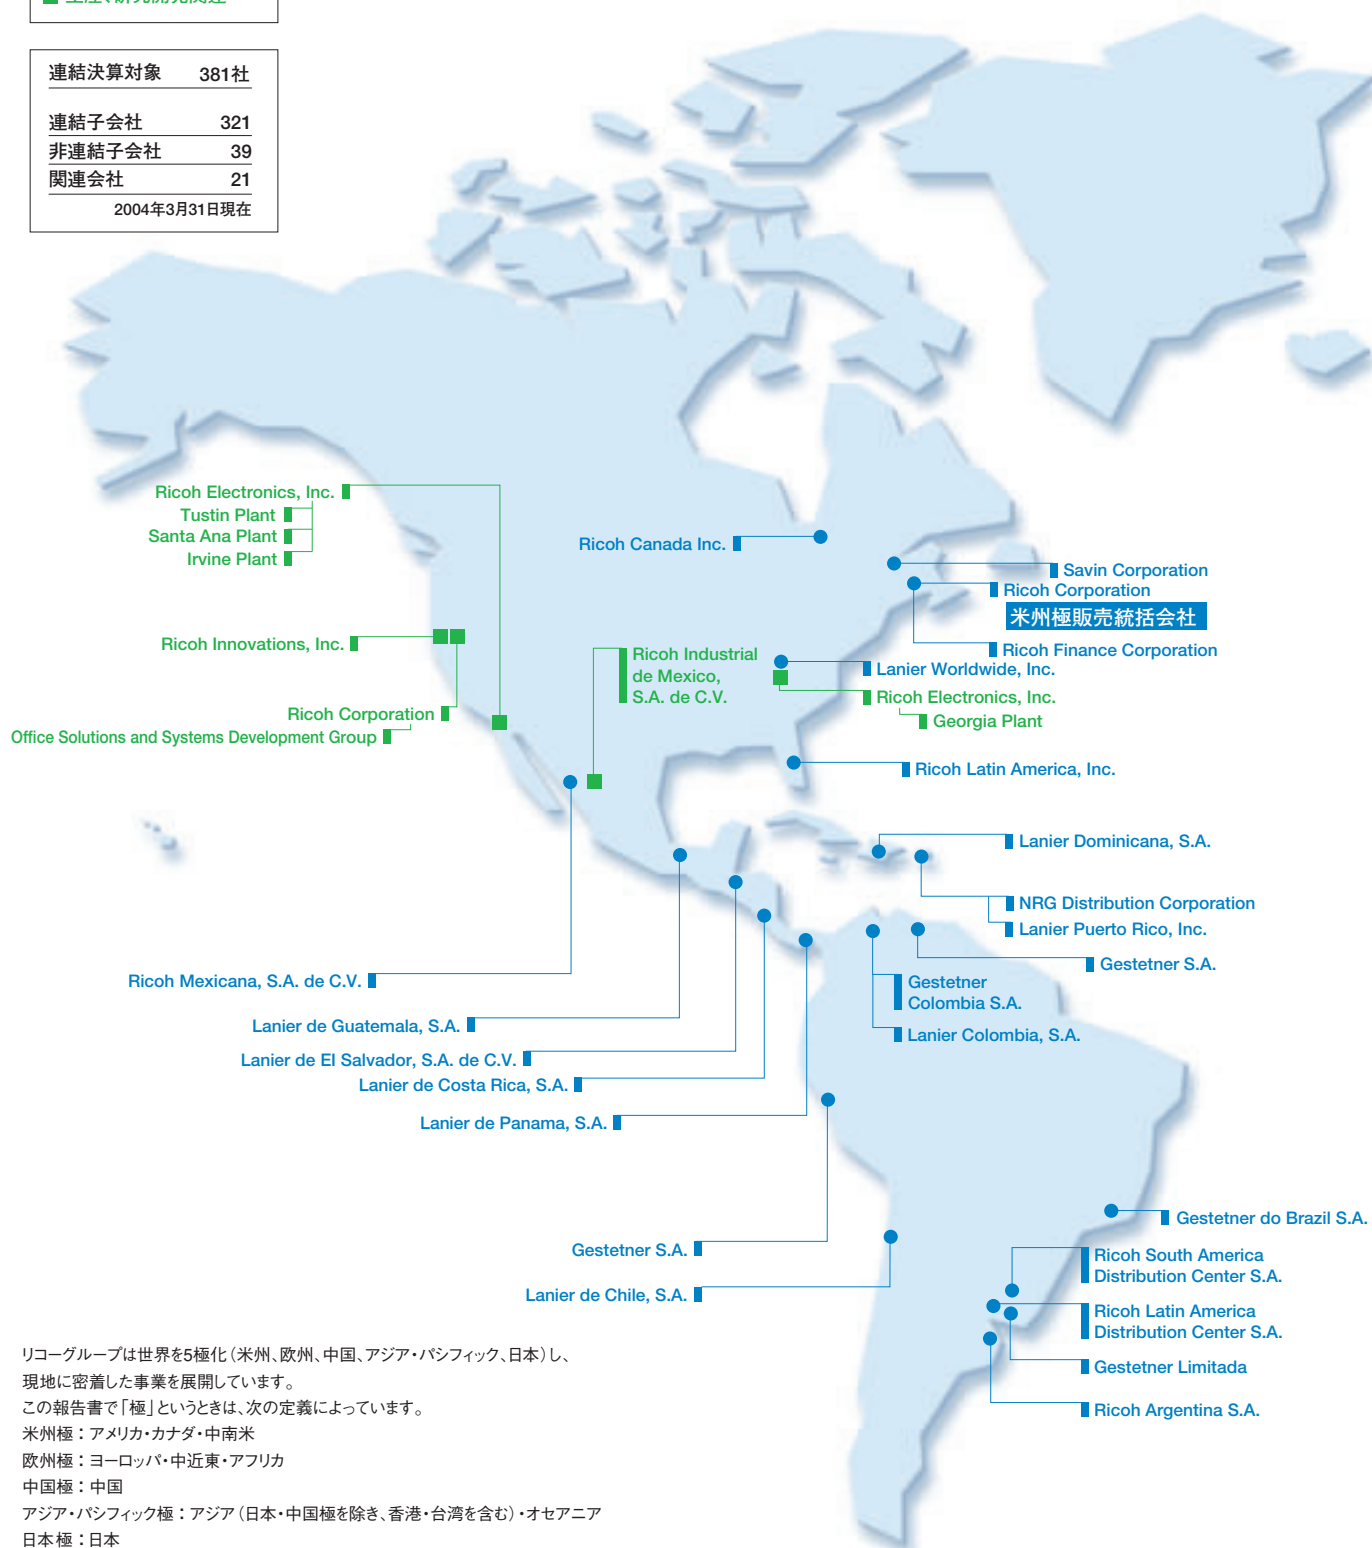 連結決算対象 381社
連結子会社 321
非連結子会社 39
関連会社 21
2004年3月31日現在
Ricoh Electronics, Inc.
Tustin Plant
Santa Ana Plant
Irvine Plant
Ricoh Innovations, Inc.
Ricoh Corporation
Office Solutions and Systems Development Group
Ricoh Industrial
de Mexico,
S.A. de C.V.
Ricoh Canada Inc.
Savin Corporation
Ricoh Corporation
米州極販売統括会社
Ricoh Finance Corporation
Lanier Worldwide, Inc.
Ricoh Electronics, Inc.
Georgia Plant
Ricoh Latin America, Inc.
Lanier Dominicana, S.A.
NRG Distribution Corporation
Lanier Puerto Rico, Inc.
Gestetner S.A.
Gestetner
Colombia S.A.
Lanier Colombia, S.A.
Ricoh Mexicana, S.A. de C.V.
Lanier de Guatemala, S.A.
Lanier de El Salvador, S.A. de C.V.
Lanier de Costa Rica, S.A.
Lanier de Panama, S.A.
Gestetner S.A.
Lanier de Chile, S.A.
Gestetner do Brazil S.A.
Ricoh South America
Distribution Center S.A.
Ricoh Latin America
Distribution Center S.A.
Gestetner Limitada
Ricoh Argentina S.A.
リコーグループは世界を5極化（米州、欧州、中国、アジア・パシフィック、日本）し、
現地に密着した事業を展開しています。
この報告書で「極」というときは、次の定義によっています。
米州極：アメリカ・カナダ・中南米
欧州極：ヨーロッパ・中近東・アフリカ
中国極：中国
アジア・パシフィック極：アジア（日本・中国極を除き、香港・台湾を含む）・オセアニア
日本極：日本